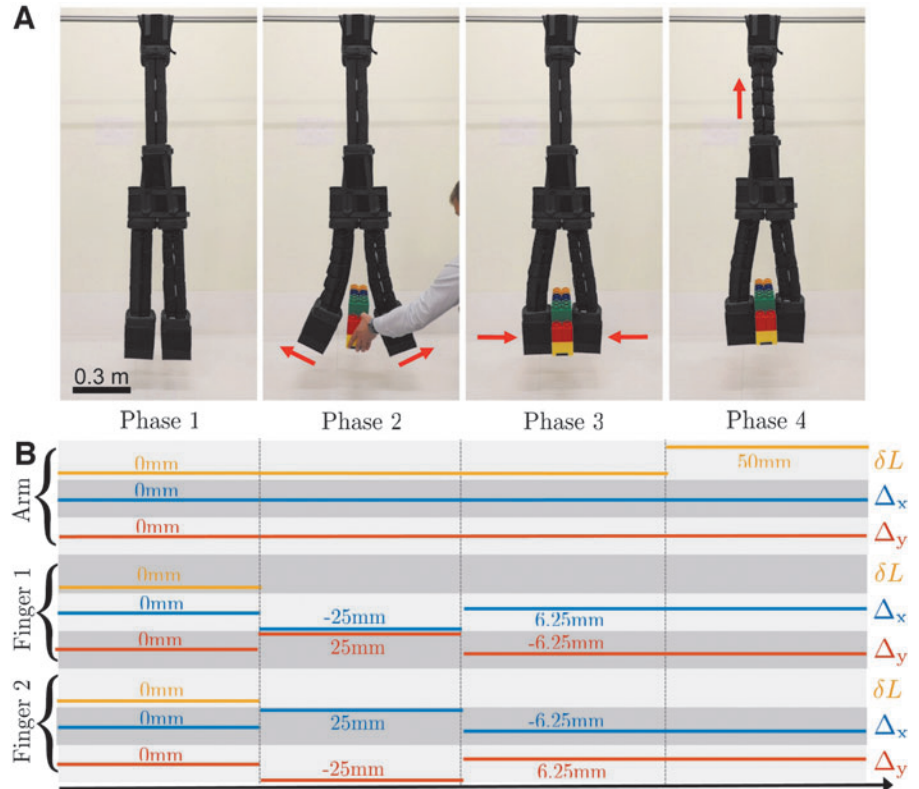 A
0.3 m
Phase 1 Phase 2 Phase 3 Phase 4
B
Arm
0mm 50mm δL
0mm Δx
0mm Δy
Finger 1
0mm δL
0mm -25mm 6.25mm Δx
0mm 25mm -6.25mm Δy
Finger 2
0mm δL
0mm 25mm -6.25mm Δx
0mm -25mm 6.25mm Δy